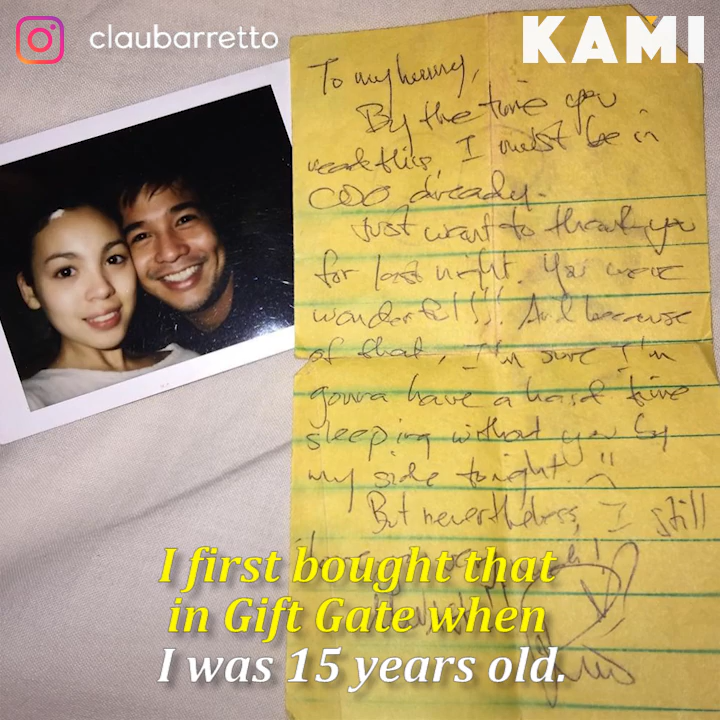 claubarretto
KAMI
To my hunny,
By the time you
read this, I must be in
CDO already.
Just want to thank you
for last night. You were
wonderful!!! And because
of that, I'm sure I'm
gonna have a hard time
sleeping without you by
my side tonight!!
But nevertheless, I still
I first bought that
in Gift Gate when
I was 15 years old.